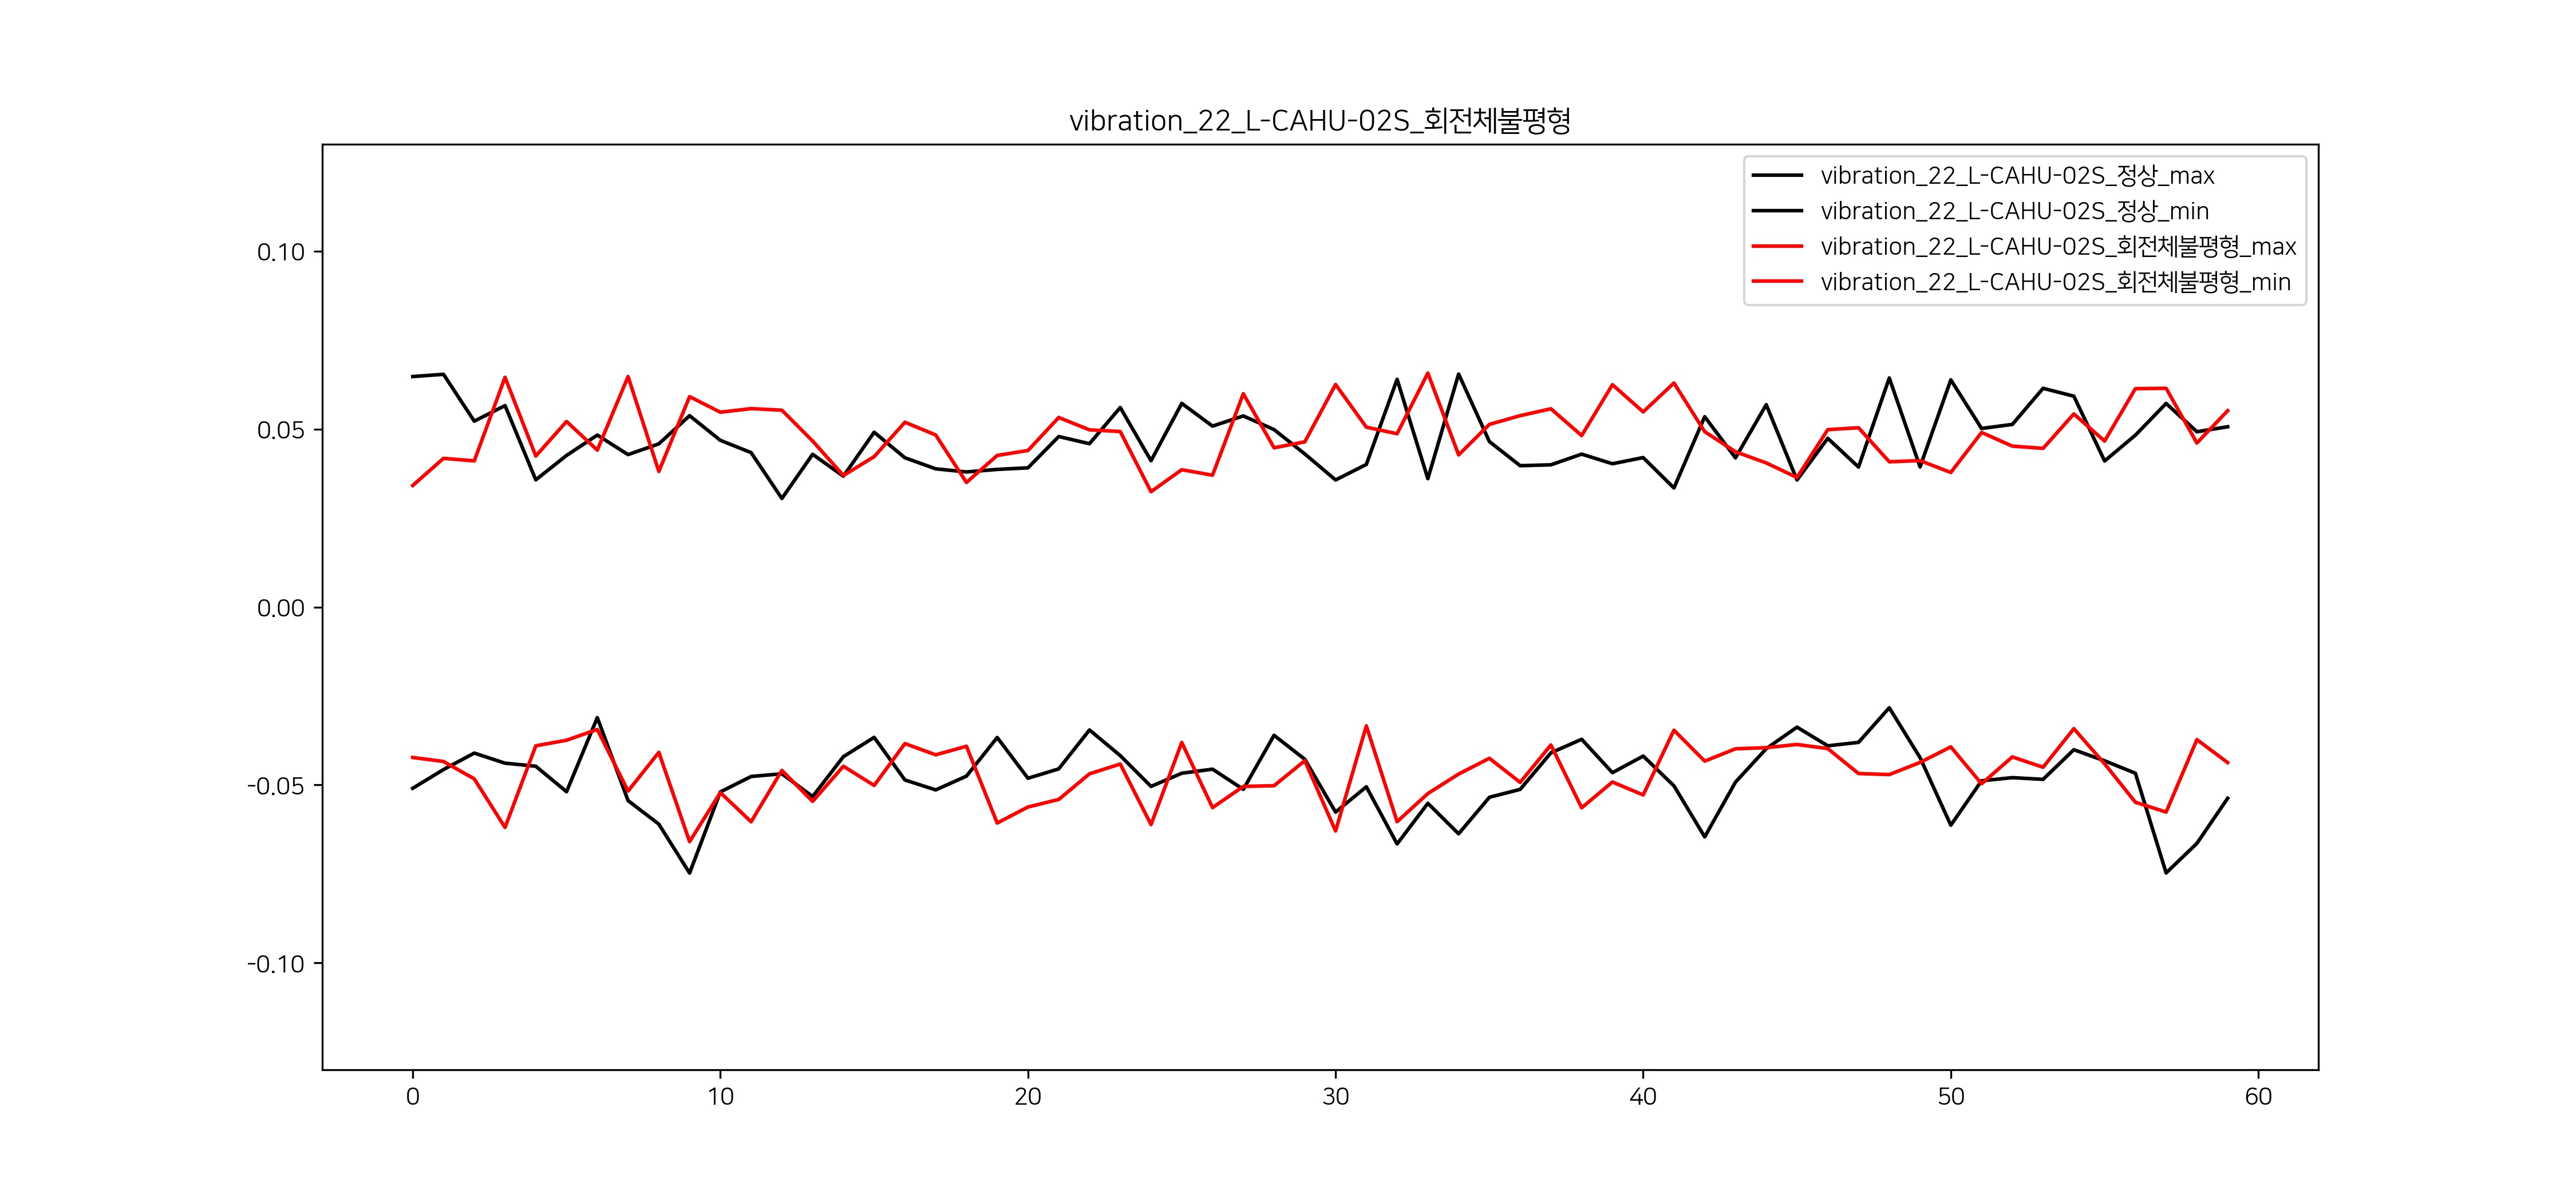 vibration_22_L-CAHU-02S_회전체불평형
vibration_22_L-CAHU-02S_정상_max
vibration_22_L-CAHU-02S_정상_min
vibration_22_L-CAHU-02S_회전체불평형_max
vibration_22_L-CAHU-02S_회전체불평형_min
0.10
0.05
0.00
-0.05
-0.10
0 10 20 30 40 50 60